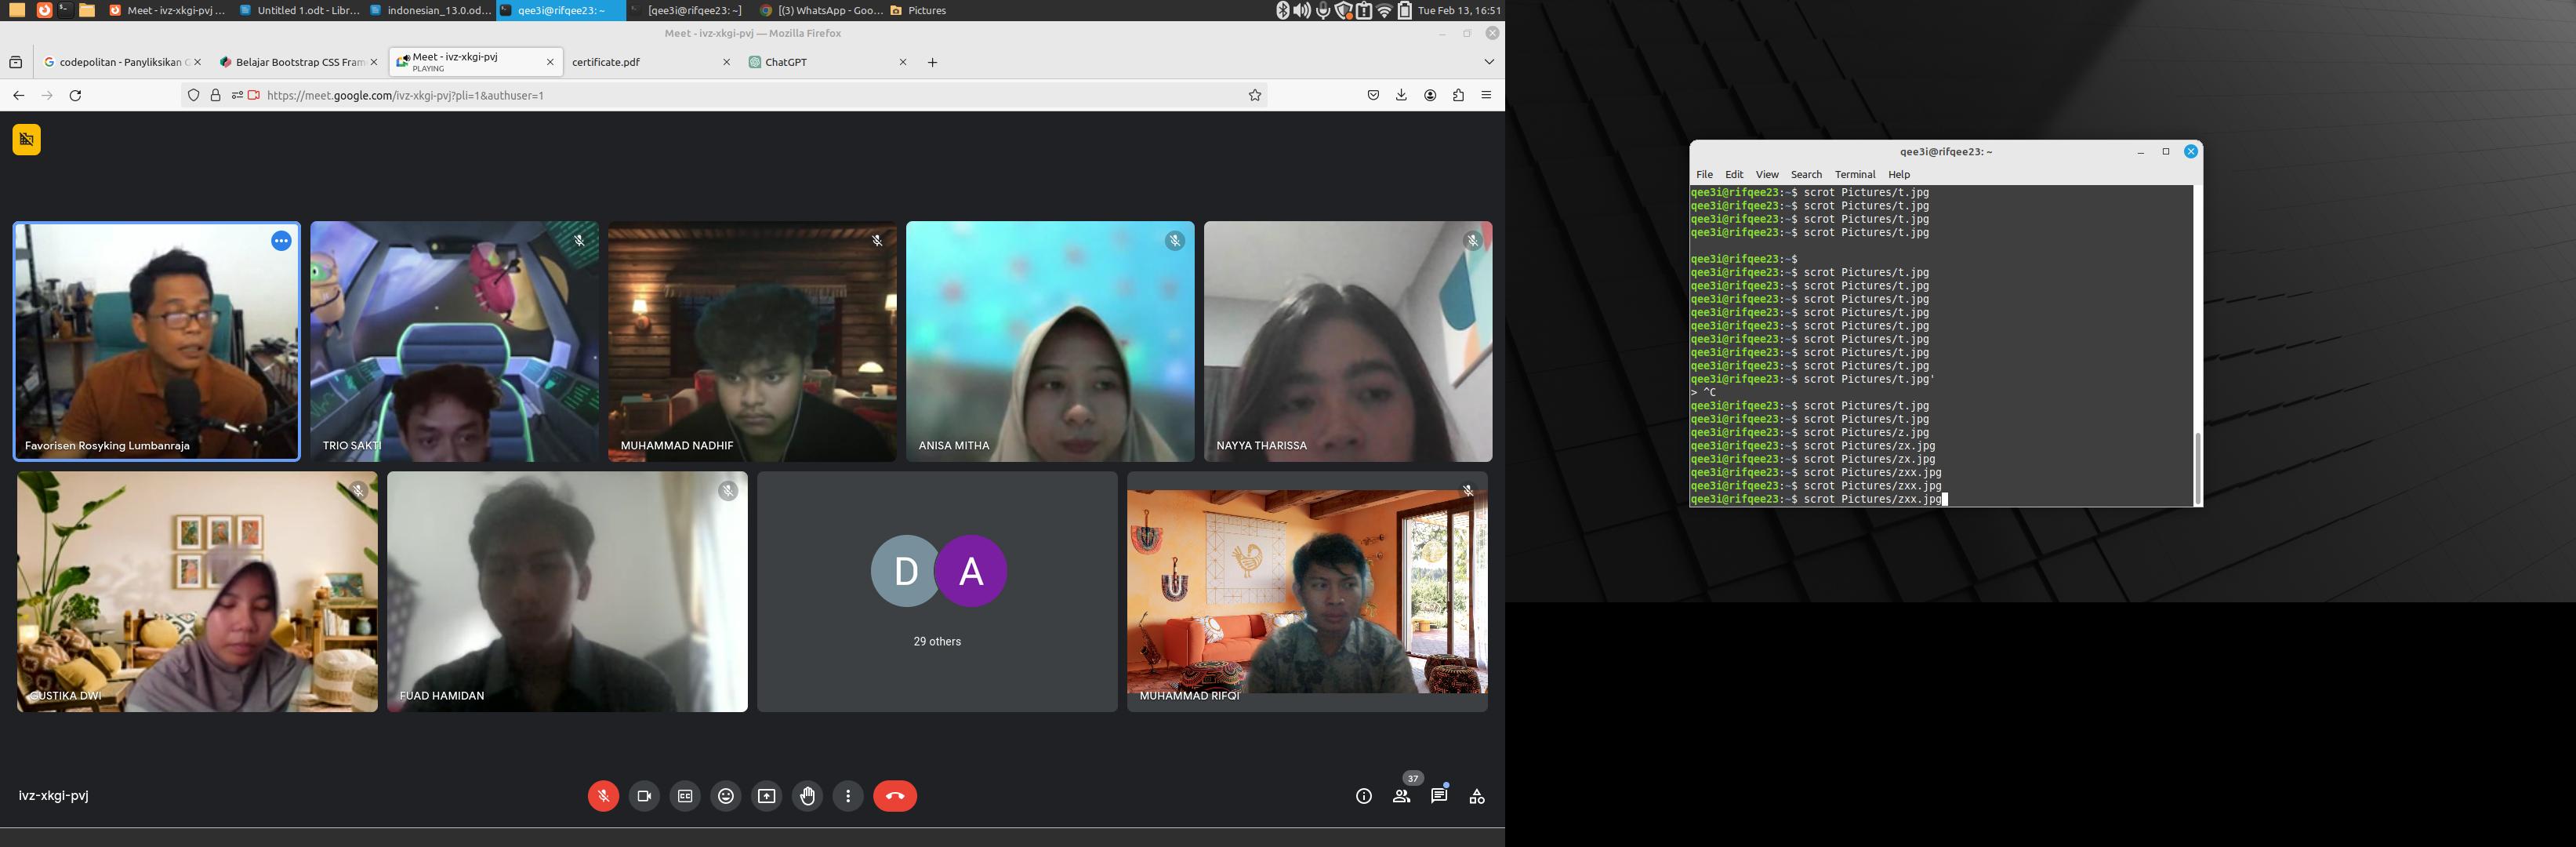 Meet - ivz-xkgi-pvj ...
Untitled 1.odt - Libr...
indonesian_13.0.od...
qee3i@rifqee23: ~
[qee3i@rifqee23: ~]
[(3) WhatsApp - Goo...
Pictures
Tue Feb 13, 16:51
Meet - ivz-xkgi-pvj — Mozilla Firefox
codepolitan - Panyliksikan G
Belajar Bootstrap CSS Fram
Meet - ivz-xkgi-pvj
PLAYING
certificate.pdf
ChatGPT
https://meet.google.com/ivz-xkgi-pvj?pli=1&authuser=1
Favorisen Rosyking Lumbanraja
TRIO SAKTI
MUHAMMAD NADHIF
ANISA MITHA
NAYYA THARISSA
GUSTIKA DWI
FUAD HAMIDAN
D
A
29 others
MUHAMMAD RIFQI
ivz-xkgi-pvj
CC
37
qee3i@rifqee23: ~
File Edit View Search Terminal Help
qee3i@rifqee23:~$ scrot Pictures/t.jpg
qee3i@rifqee23:~$ scrot Pictures/t.jpg
qee3i@rifqee23:~$ scrot Pictures/t.jpg
qee3i@rifqee23:~$ scrot Pictures/t.jpg
qee3i@rifqee23:~$
qee3i@rifqee23:~$ scrot Pictures/t.jpg
qee3i@rifqee23:~$ scrot Pictures/t.jpg
qee3i@rifqee23:~$ scrot Pictures/t.jpg
qee3i@rifqee23:~$ scrot Pictures/t.jpg
qee3i@rifqee23:~$ scrot Pictures/t.jpg
qee3i@rifqee23:~$ scrot Pictures/t.jpg
qee3i@rifqee23:~$ scrot Pictures/t.jpg
qee3i@rifqee23:~$ scrot Pictures/t.jpg
qee3i@rifqee23:~$ scrot Pictures/t.jpg'
> ^C
qee3i@rifqee23:~$ scrot Pictures/t.jpg
qee3i@rifqee23:~$ scrot Pictures/t.jpg
qee3i@rifqee23:~$ scrot Pictures/z.jpg
qee3i@rifqee23:~$ scrot Pictures/zx.jpg
qee3i@rifqee23:~$ scrot Pictures/zx.jpg
qee3i@rifqee23:~$ scrot Pictures/zxx.jpg
qee3i@rifqee23:~$ scrot Pictures/zxx.jpg
qee3i@rifqee23:~$ scrot Pictures/zxx.jpg